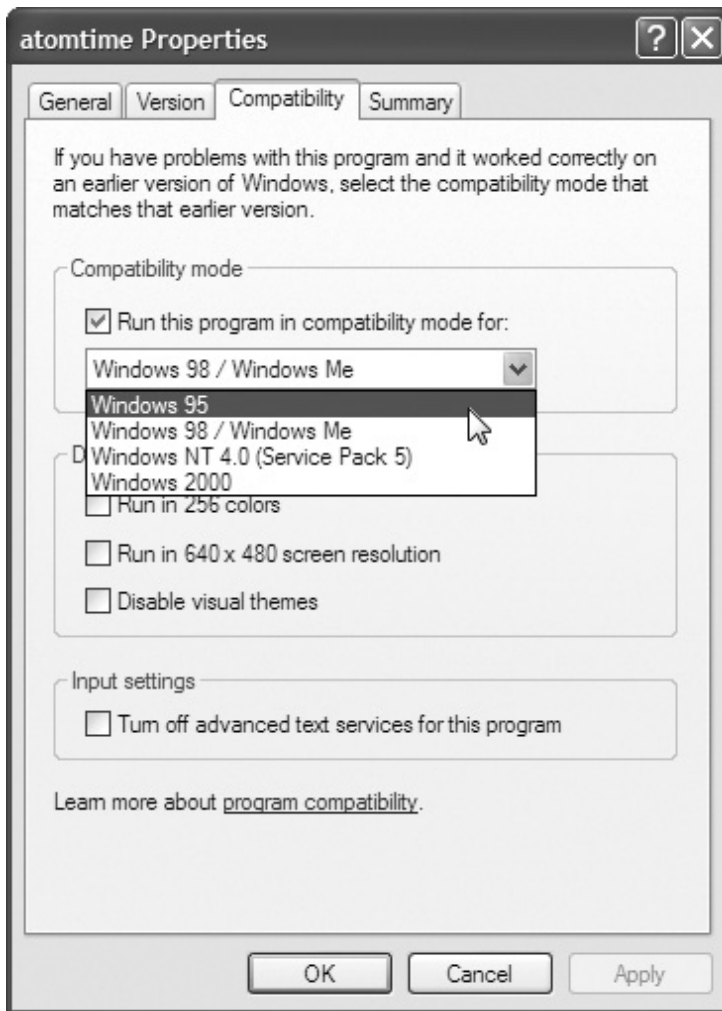 atomtime Properties
General Version Compatibility Summary
If you have problems with this program and it worked correctly on
an earlier version of Windows, select the compatibility mode that
matches that earlier version.
Compatibility mode
Run this program in compatibility mode for:
Windows 98 / Windows Me
Windows 95
Windows 98 / Windows Me
D
Windows NT 4.0 (Service Pack 5)
Windows 2000
Run in 256 colors
Run in 640 x 480 screen resolution
Disable visual themes
Input settings
Turn off advanced text services for this program
Learn more about program compatibility.
OK Cancel Apply